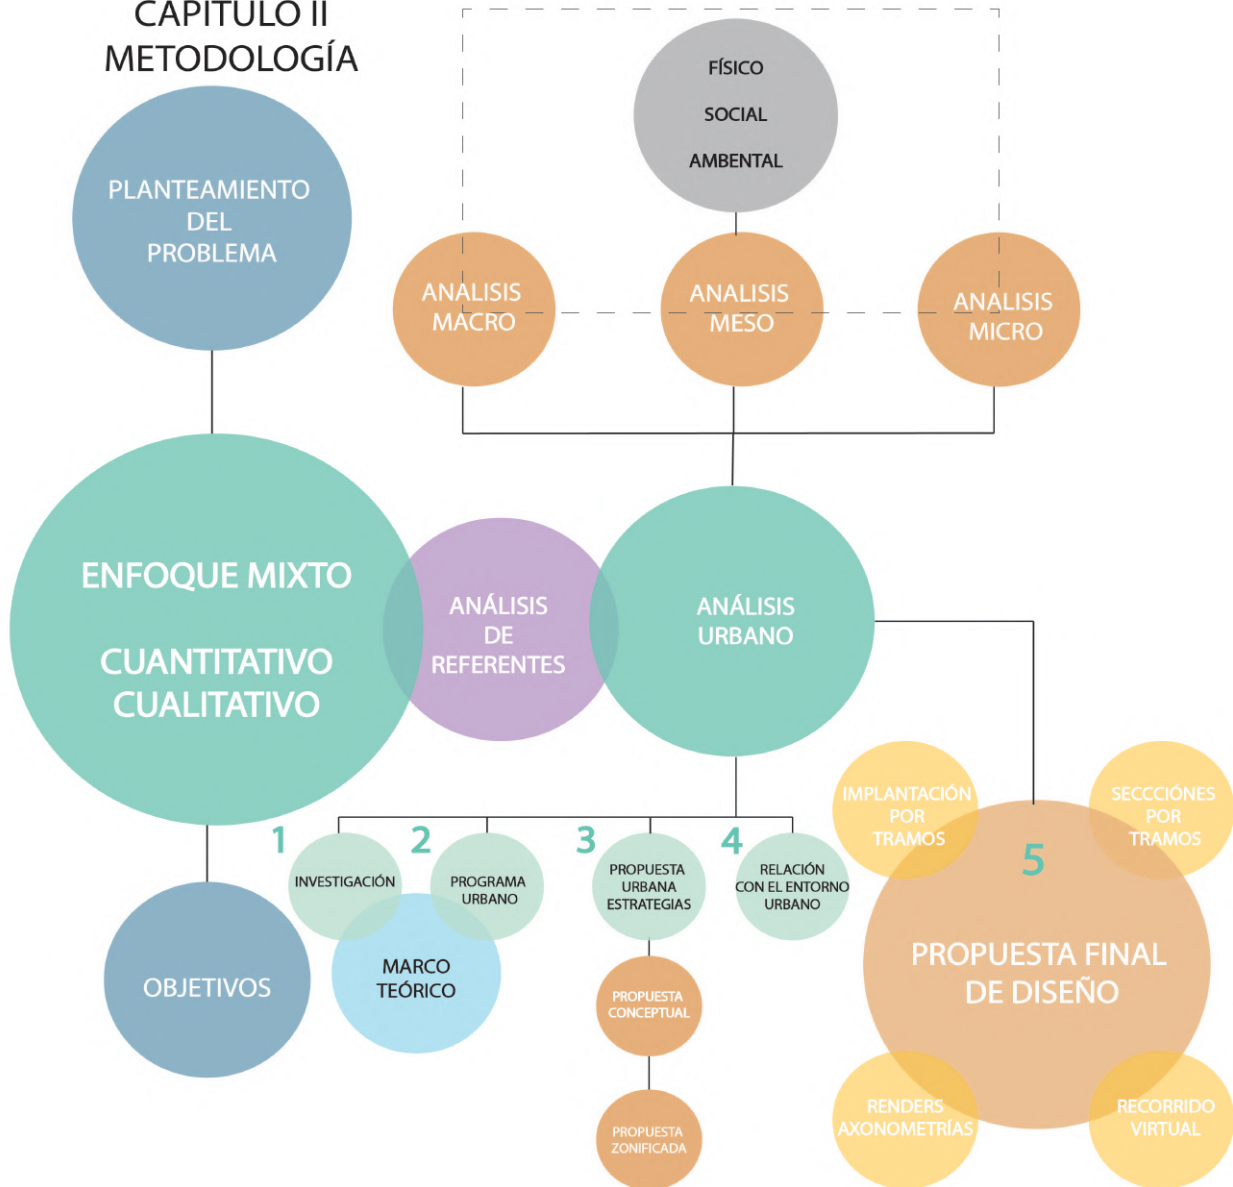 CAPITULO II
METODOLOGÍA
PLANTEAMIENTO
DEL
PROBLEMA
FÍSICO
SOCIAL
AMBENTAL
ANALISIS
MACRO
ANALISIS
MESO
ANALISIS
MICRO
ENFOQUE MIXTO
CUANTITATIVO
CUALITATIVO
ANÁLISIS
DE
REFERENTES
ANÁLISIS
URBANO
OBJETIVOS
1
INVESTIGACIÓN
2
PROGRAMA
URBANO
MARCO
TEÓRICO
3
PROPUESTA
URBANA
ESTRATEGIAS
PROPUESTA
CONCEPTUAL
PROPUESTA
ZONIFICADA
4
RELACIÓN
CON EL ENTORNO
URBANO
IMPLANTACIÓN
POR
TRAMOS
SECCCIÓNES
POR
TRAMOS
5
PROPUESTA FINAL
DE DISEÑO
RENDERS
AXONOMETRÍAS
RECORRIDO
VIRTUAL